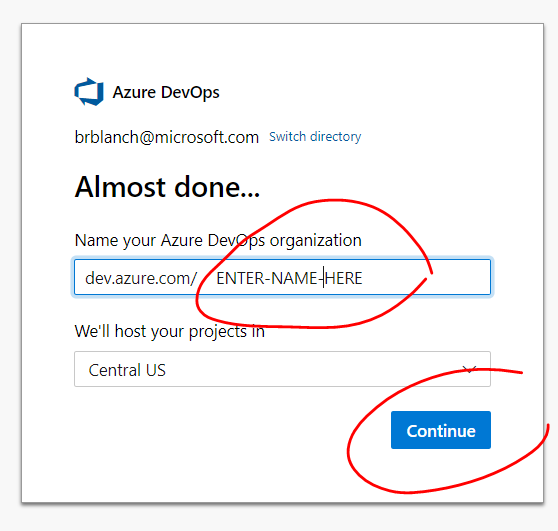 Azure DevOps
brblanch@microsoft.com Switch directory
Almost done...
Name your Azure DevOps organization
dev.azure.com/ ENTER-NAME-HERE
We'll host your projects in
Central US
Continue